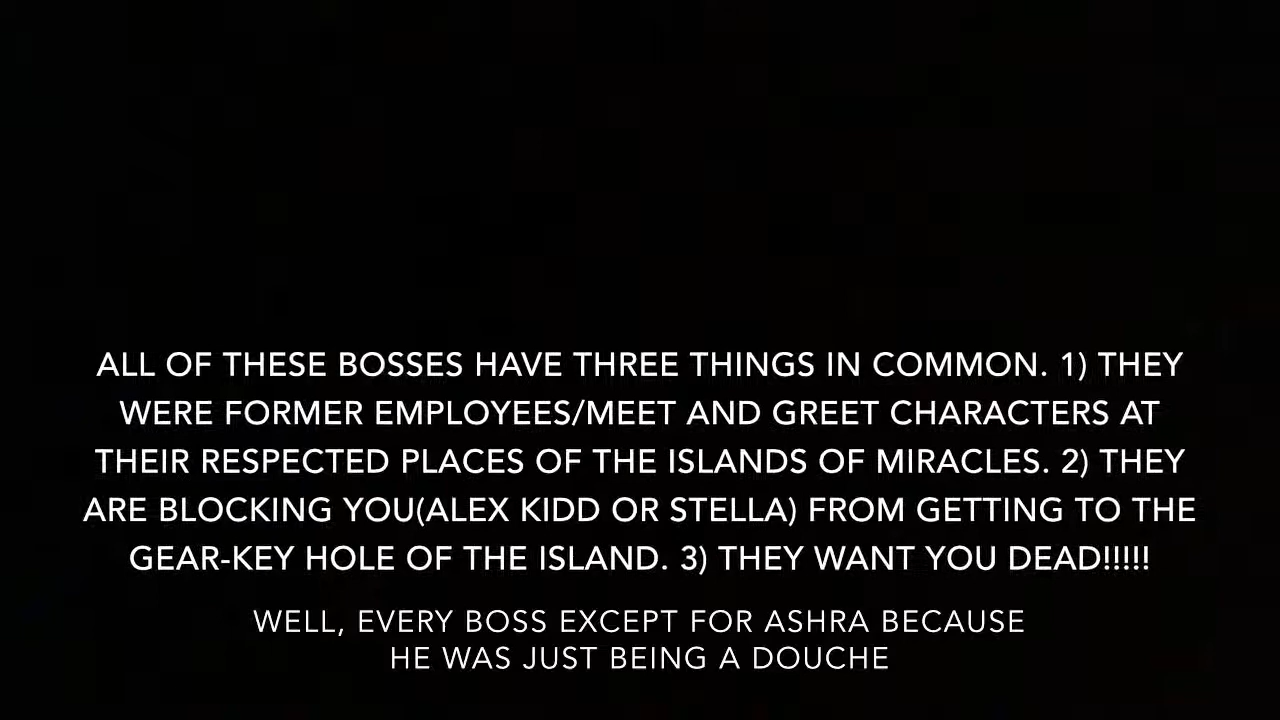 ALL OF THESE BOSSES HAVE THREE THINGS IN COMMON. 1) THEY
WERE FORMER EMPLOYEES/MEET AND GREET CHARACTERS AT
THEIR RESPECTED PLACES OF THE ISLANDS OF MIRACLES. 2) THEY
ARE BLOCKING YOU(ALEX KIDD OR STELLA) FROM GETTING TO THE
GEAR-KEY HOLE OF THE ISLAND. 3) THEY WANT YOU DEAD!!!!!
WELL, EVERY BOSS EXCEPT FOR ASHRA BECAUSE
HE WAS JUST BEING A DOUCHE